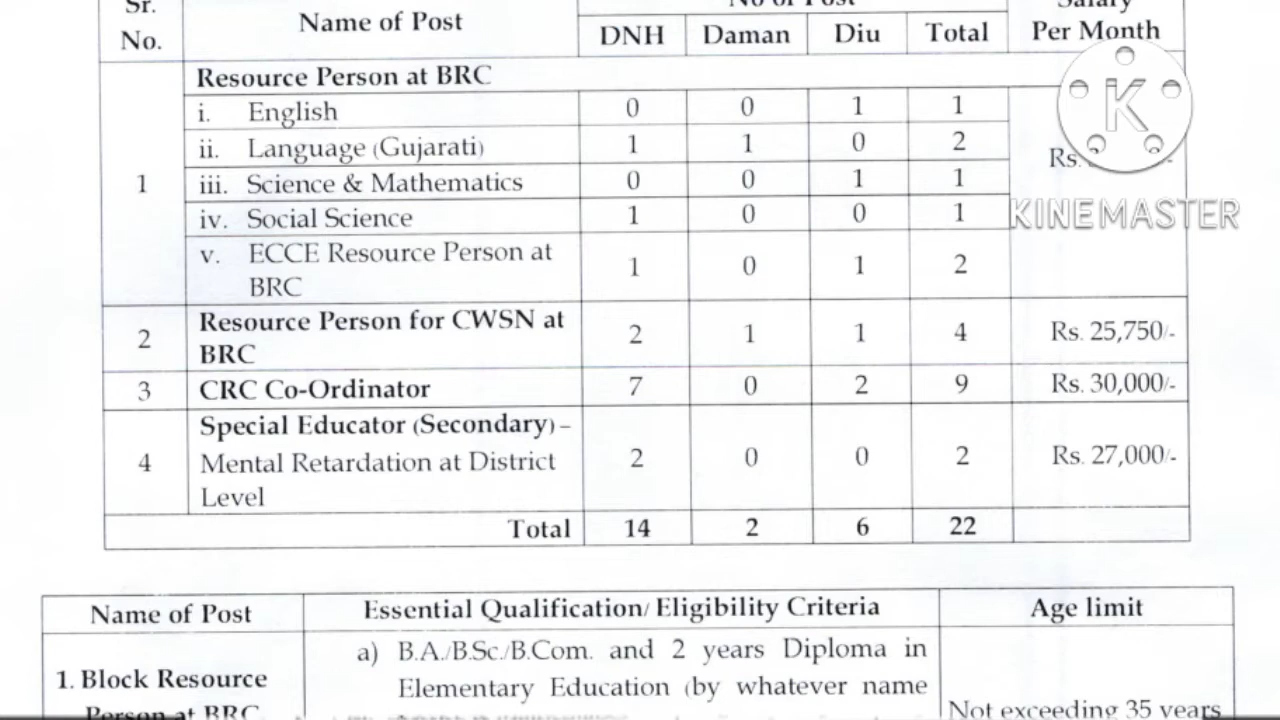 Sr.
No.
Name of Post
No of Post
DNH Daman Diu Total
Salary
Per Month
1
Resource Person at BRC
i. English 0 0 1 1
ii. Language (Gujarati) 1 1 0 2
iii. Science & Mathematics 0 0 1 1
iv. Social Science 1 0 0 1
v. ECCE Resource Person at
BRC 1 0 1 2
Rs.
K
KINEMASTER
2 Resource Person for CWSN at
BRC 2 1 1 4 Rs. 25,750/-
3 CRC Co-Ordinator 7 0 2 9 Rs. 30,000/-
4 Special Educator (Secondary) –
Mental Retardation at District
Level 2 0 0 2 Rs. 27,000/-
Total 14 2 6 22
Name of Post Essential Qualification/ Eligibility Criteria Age limit
1. Block Resource
Person at BRC
a) B.A./B.Sc./B.Com. and 2 years Diploma in
Elementary Education (by whatever name
Not exceeding 35 years